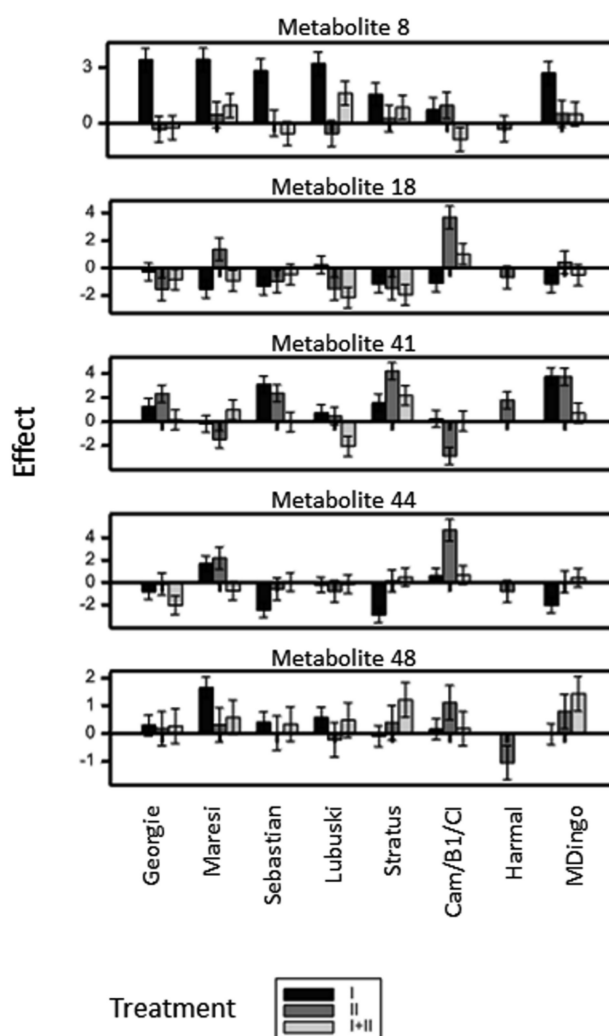 Metabolite 8
3
0
Metabolite 18
4
2
0
-2
Metabolite 41
4
2
0
-2
Metabolite 44
4
2
0
-2
Metabolite 48
2
1
0
-1
Effect
Georgie
Maresi
Sebastian
Lubuski
Stratus
Cam/B1/CI
Harmal
MDingo
Treatment
I
II
I+II